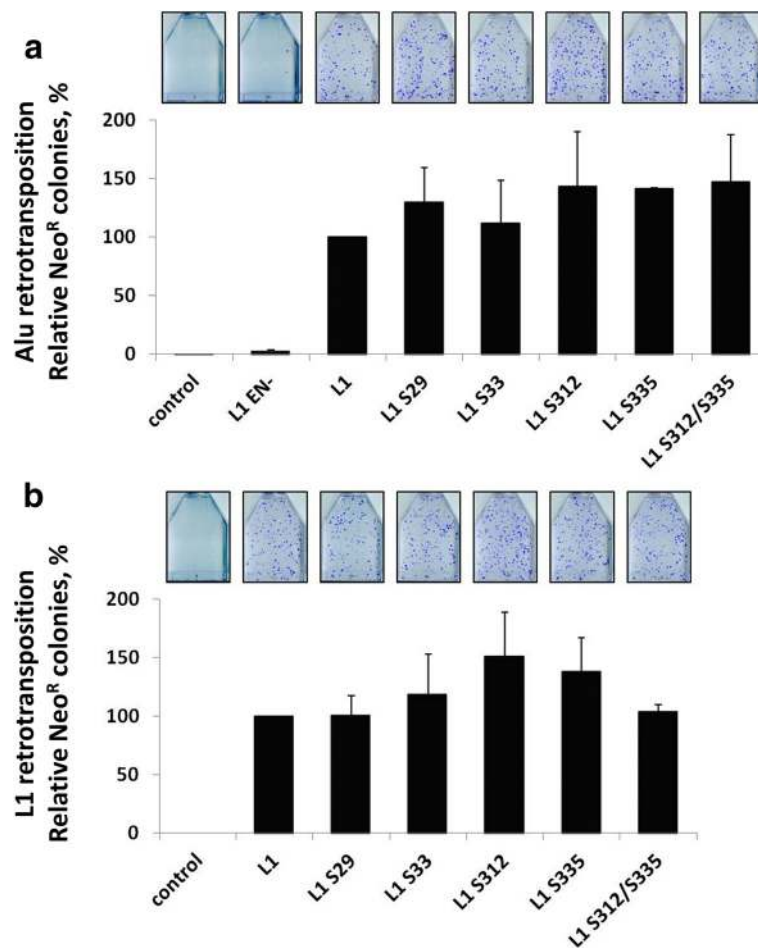 a
Alu retrotransposition
Relative Neoᴿ colonies, %
200
150
100
50
0
control
L1 EN-
L1
L1 S29
L1 S33
L1 S312
L1 S335
L1 S312/S335
b
L1 retrotransposition
Relative Neoᴿ colonies, %
200
150
100
50
0
control
L1
L1 S29
L1 S33
L1 S312
L1 S335
L1 S312/S335